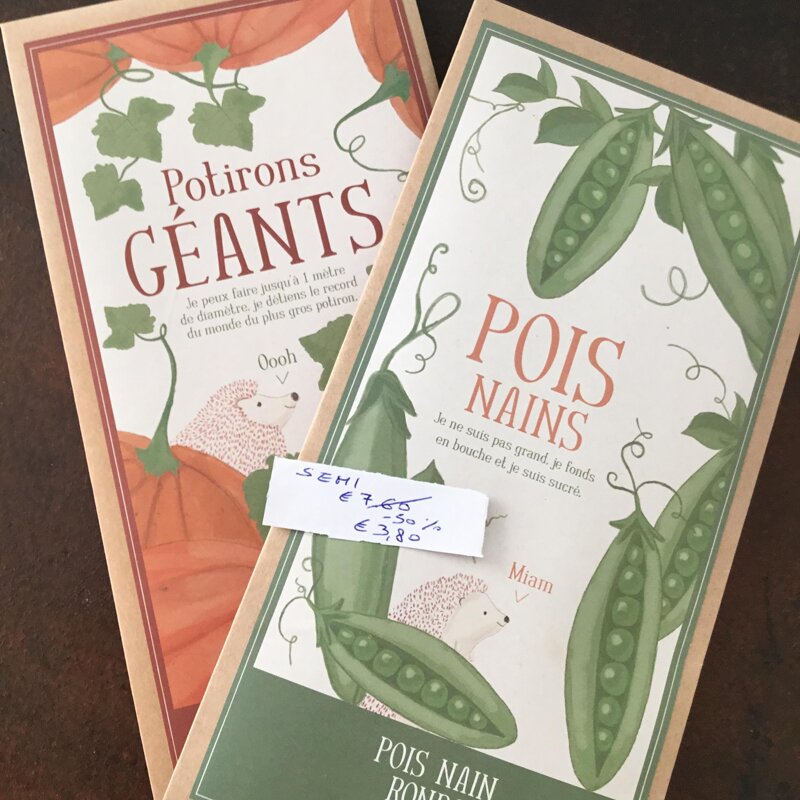 Potirons
GÉANTS
Je peux faire jusqu'à 1 mètre
de diamètre, je détiens le record
du monde du plus gros potiron.
Oooh
POIS
NAINS
Je ne suis pas grand, je fonds
en bouche et je suis sucré.
SEMI
€ 7,60
-50%
€ 3,80
Miam
POIS NAIN